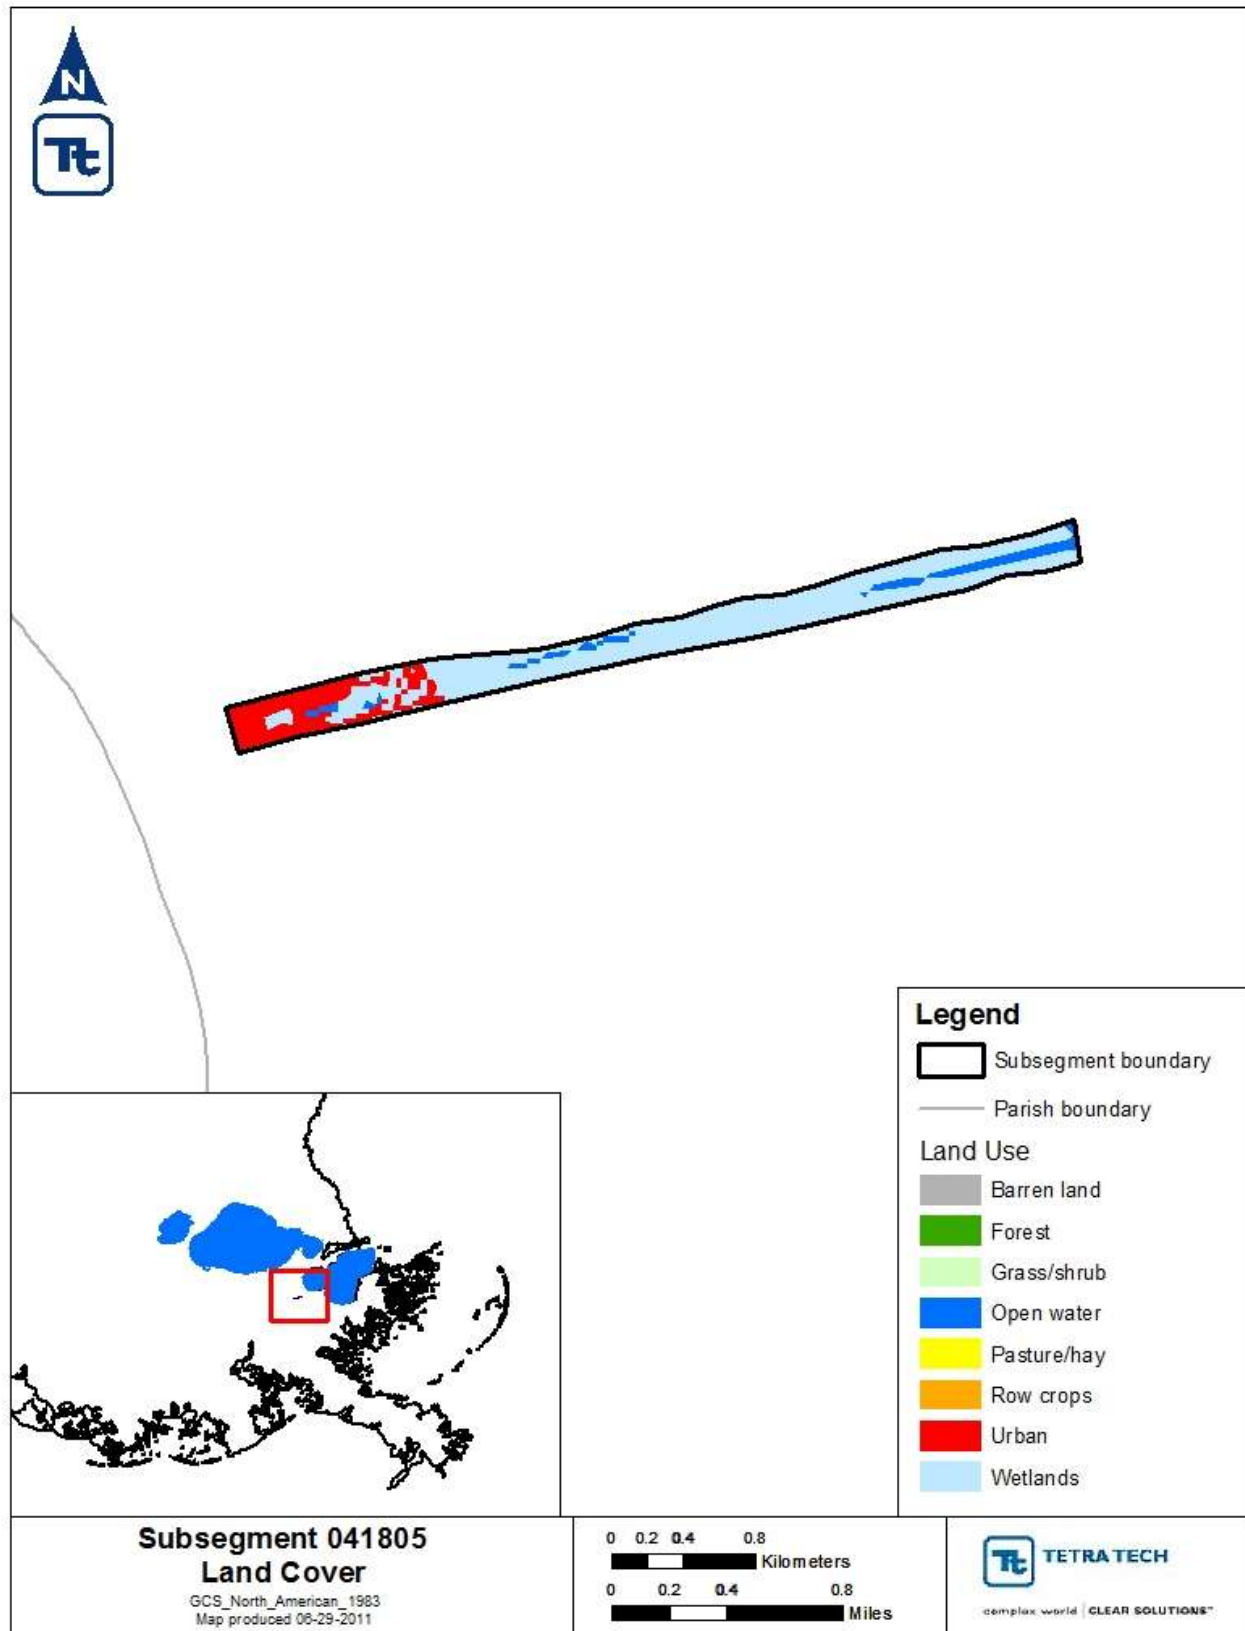 N
Tt
Legend
Subsegment boundary
Parish boundary
Land Use
Barren land
Forest
Grass/shrub
Open water
Pasture/hay
Row crops
Urban
Wetlands
Subsegment 041805
Land Cover
GCS_North_American_1983
Map produced 06-29-2011
0 0.2 0.4 0.8
Kilometers
0 0.2 0.4 0.8
Miles
Tt TETRA TECH
complex world | CLEAR SOLUTIONS™